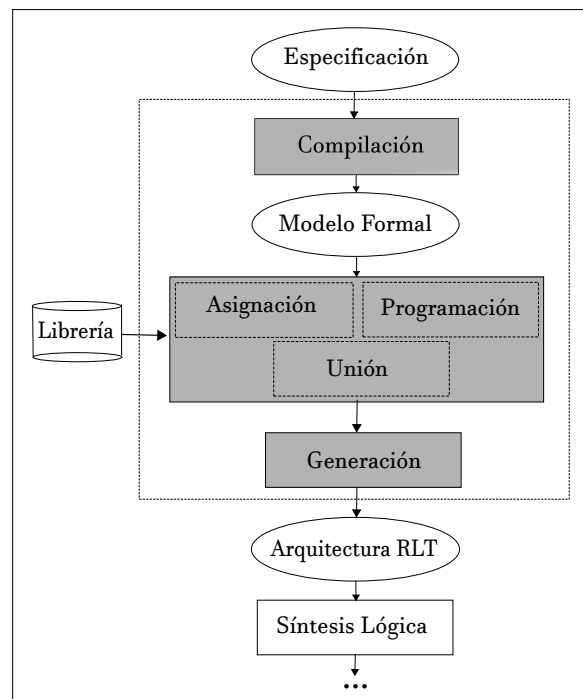 Especificación
Compilación
Modelo Formal
Asignación
Programación
Librería
Unión
Generación
Arquitectura RLT
Síntesis Lógica
...